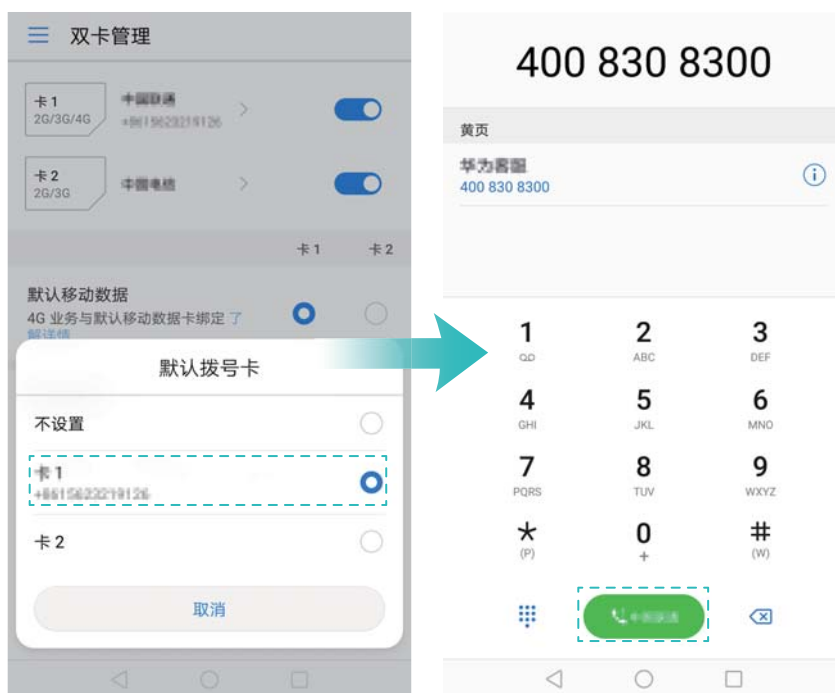 双卡管理
卡 1
2G/3G/4G
中国联通
卡 2
2G/3G
中国电信
卡 1 卡 2
默认移动数据
4G 业务与默认移动数据卡绑定 了
解详情
默认拨号卡
不设置
卡 1
卡 2
取消
400 830 8300
黄页
华为客服
400 830 8300
1
2
ABC
3
DEF
4
GHI
5
JKL
6
MNO
7
PQRS
8
TUV
9
WXYZ
*
(P)
0
+
#
(W)
中国联通